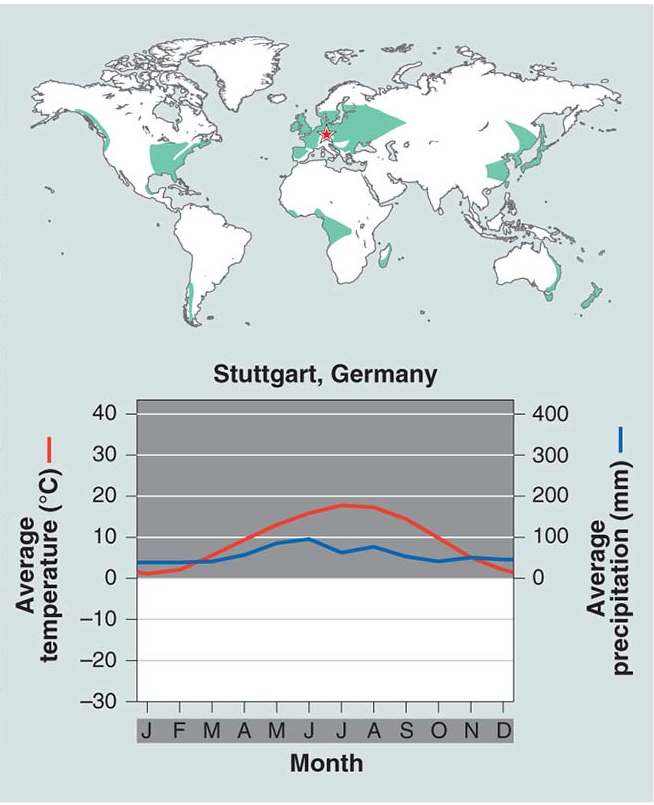 Stuttgart, Germany
40
30
20
10
0
–10
–20
–30
Average
temperature (°C)
400
300
200
100
0
Average
precipitation (mm)
J F M A M J J A S O N D
Month